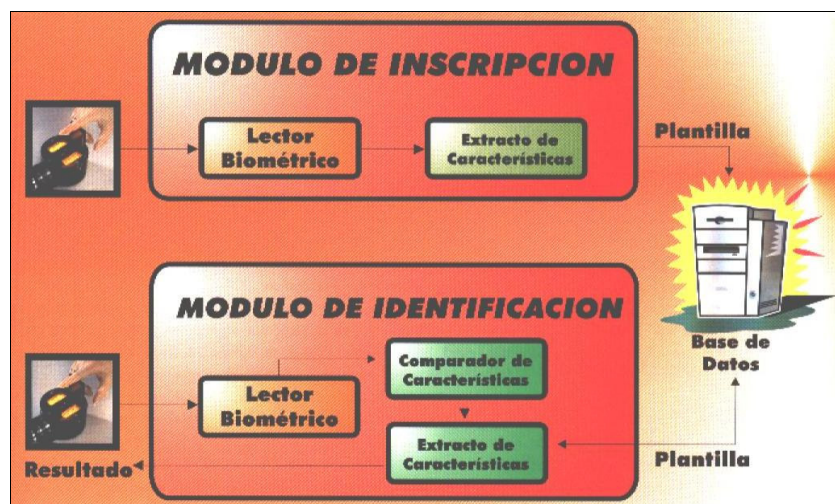 MODULO DE INSCRIPCION
Lector
Biométrico
Extracto de
Características
Plantilla
MODULO DE IDENTIFICACION
Comparador de
Características
Lector
Biométrico
Extracto de
Características
Base de
Datos
Resultado
Plantilla